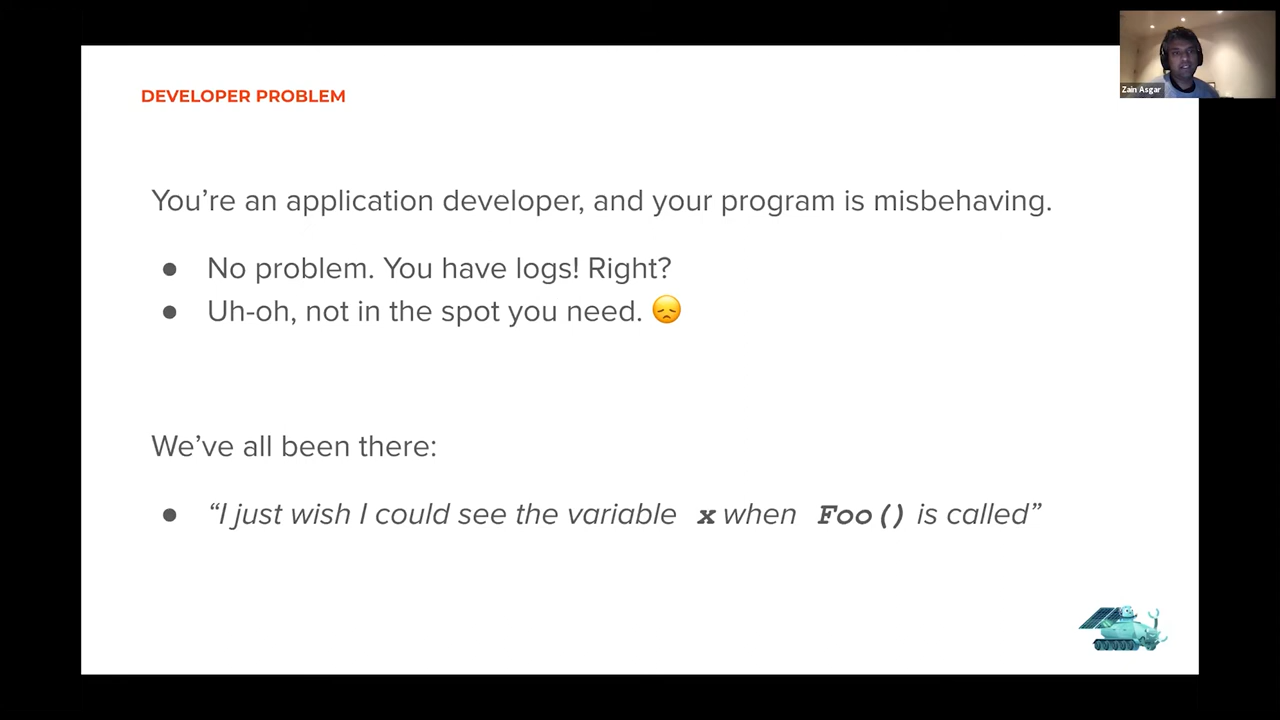 Zain Asgar
DEVELOPER PROBLEM
You’re an application developer, and your program is misbehaving.
● No problem. You have logs! Right?
● Uh-oh, not in the spot you need. 😞
We’ve all been there:
● “I just wish I could see the variable x when Foo() is called”